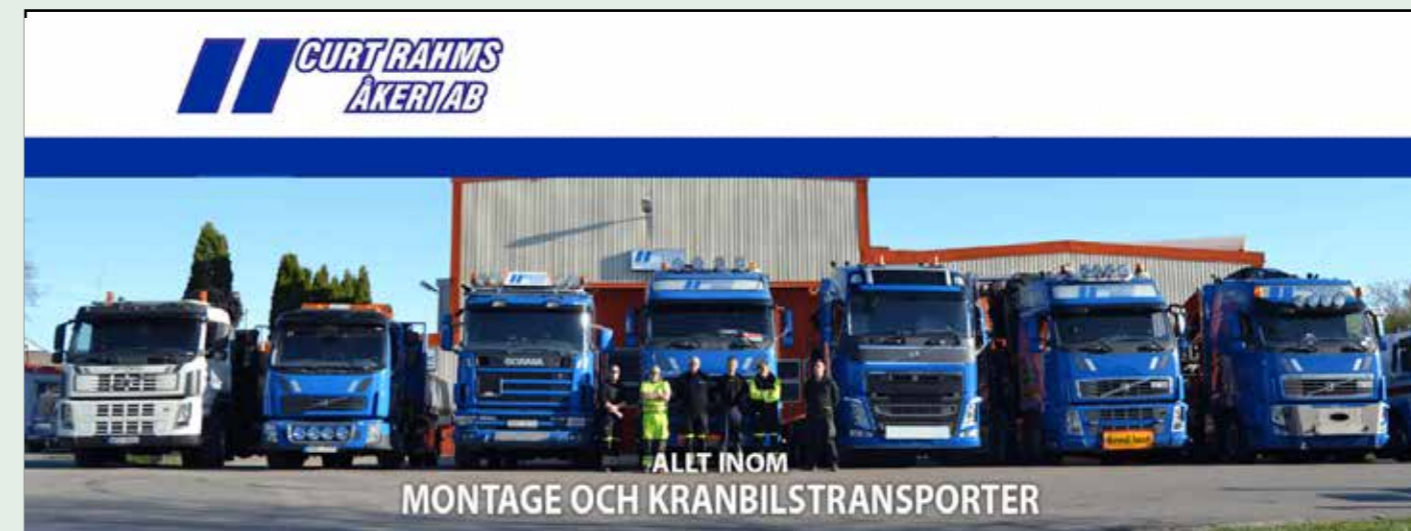 CURT RAHMS
ÅKERI AB
SCANIA
ALLT INOM
MONTAGE OCH KRANBILSTRANSPORTER